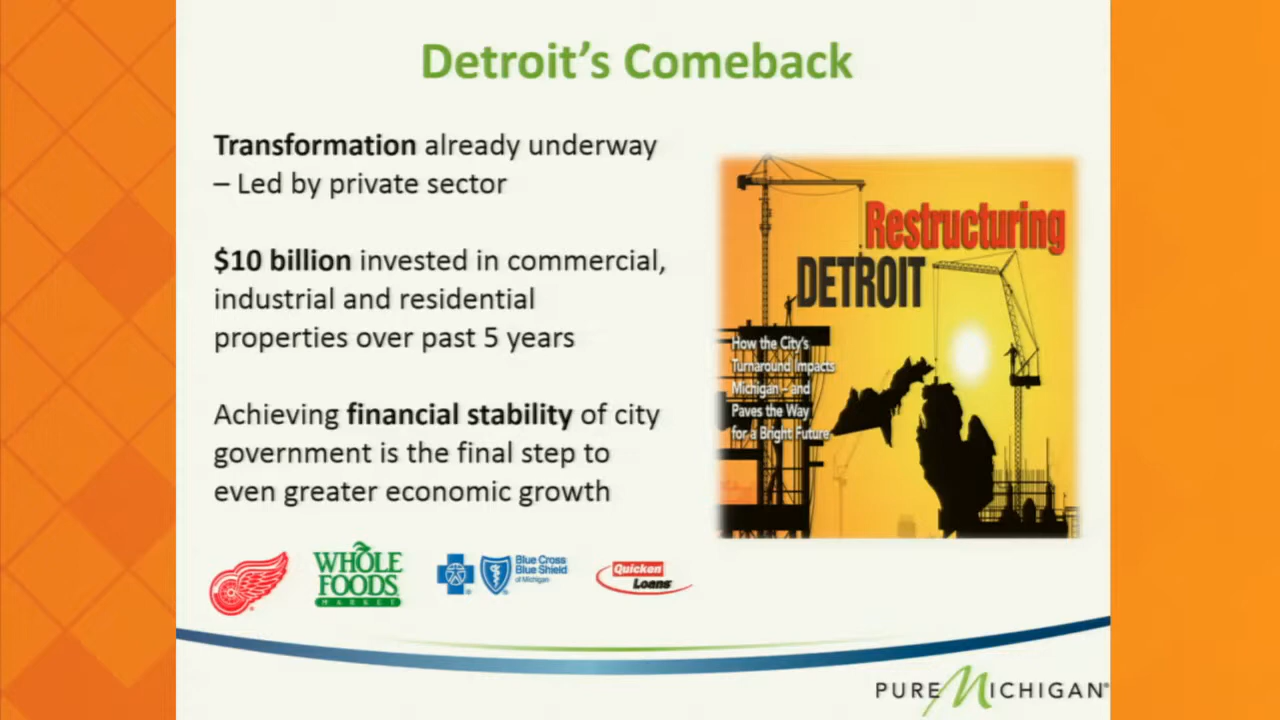 Detroit's Comeback
Transformation already underway
– Led by private sector
$10 billion invested in commercial,
industrial and residential
properties over past 5 years
Achieving financial stability of city
government is the final step to
even greater economic growth
Restructuring
DETROIT
How the City's
Turnaround Impacts
Michigan – and
Paves the Way
for a Bright Future
WHOLE
FOODS
MARKET
Blue Cross
Blue Shield
of Michigan
Quicken
Loans
PURE MICHIGAN®